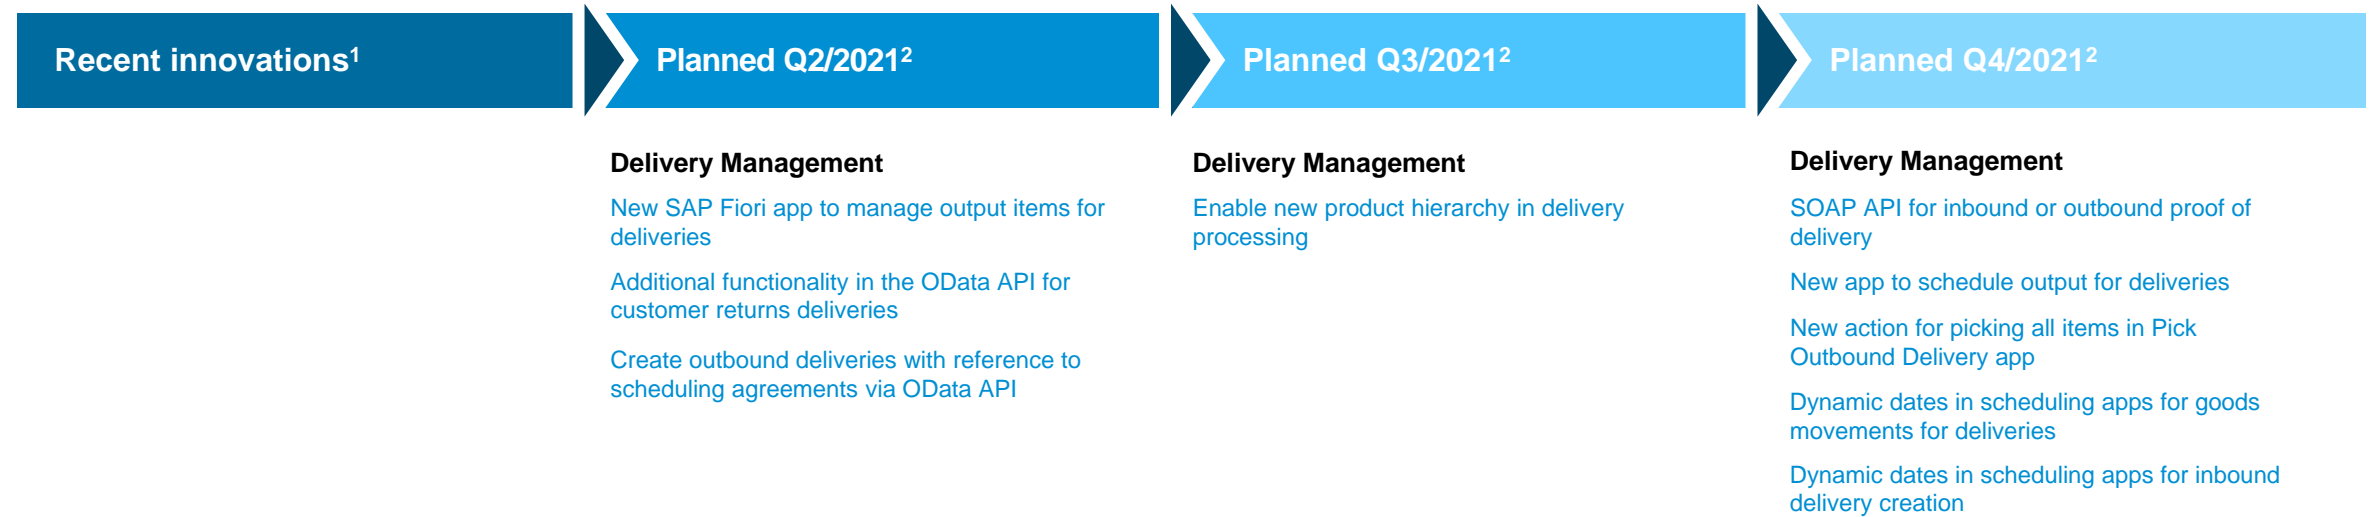 Recent innovations¹
Planned Q2/2021²
Planned Q3/2021²
Planned Q4/2021²
Delivery Management
New SAP Fiori app to manage output items for
deliveries
Additional functionality in the OData API for
customer returns deliveries
Create outbound deliveries with reference to
scheduling agreements via OData API
Delivery Management
Enable new product hierarchy in delivery
processing
Delivery Management
SOAP API for inbound or outbound proof of
delivery
New app to schedule output for deliveries
New action for picking all items in Pick
Outbound Delivery app
Dynamic dates in scheduling apps for goods
movements for deliveries
Dynamic dates in scheduling apps for inbound
delivery creation